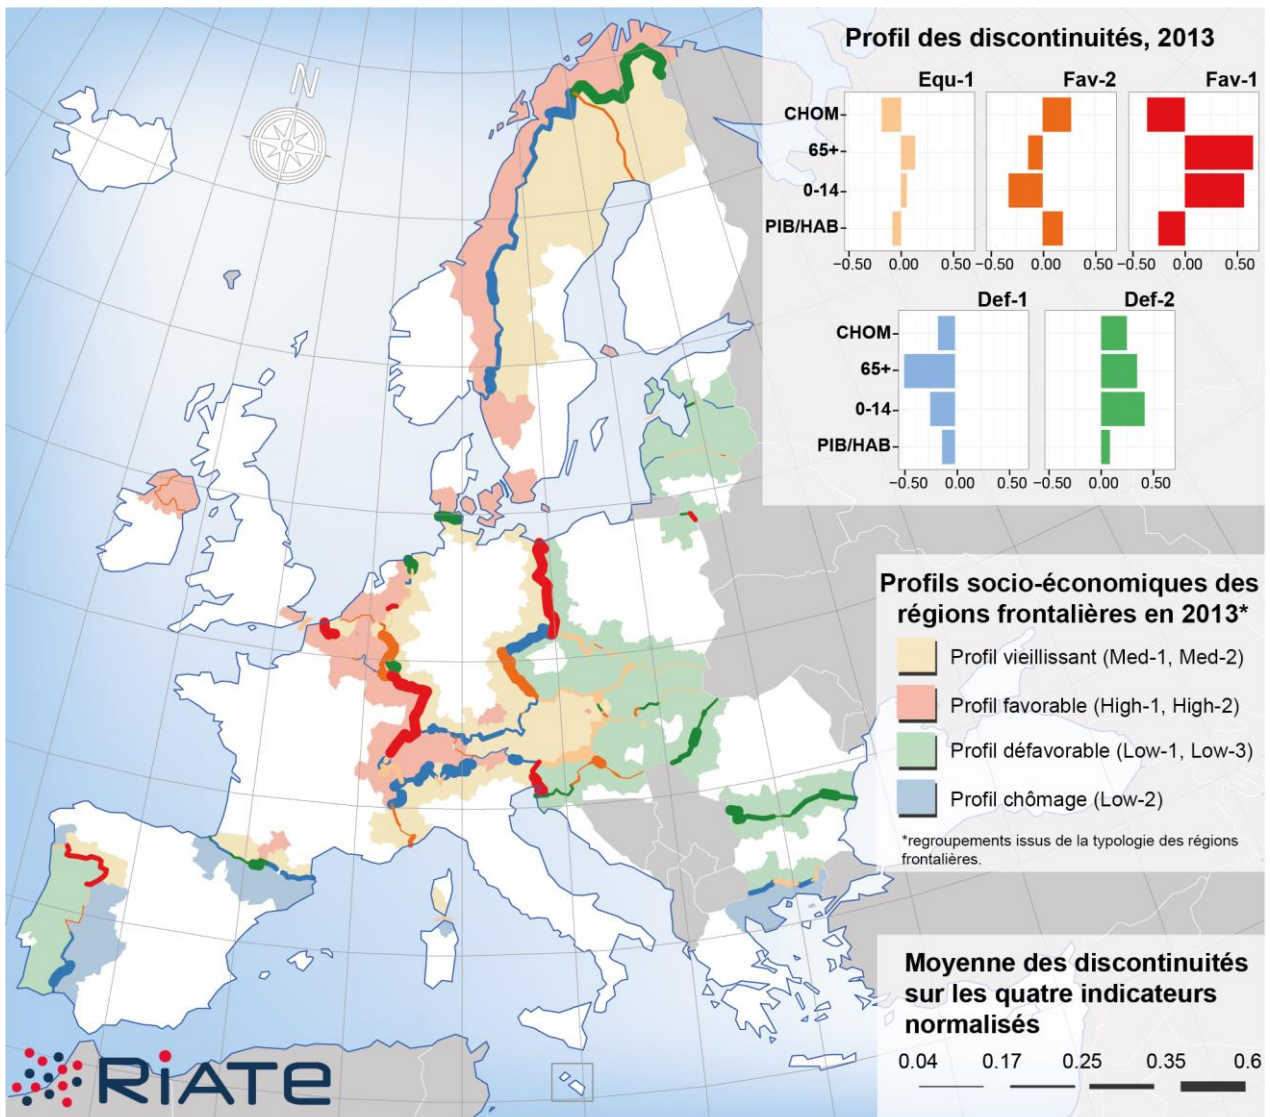 N
Profil des discontinuités, 2013
Equ-1 Fav-2 Fav-1
CHOM
65+
0-14
PIB/HAB
−0.50 0.00 0.50 −0.50 0.00 0.50 −0.50 0.00 0.50
Def-1 Def-2
CHOM
65+
0-14
PIB/HAB
−0.50 0.00 0.50 −0.50 0.00 0.50
Profils socio-économiques des
régions frontalières en 2013*
Profil vieillissant (Med-1, Med-2)
Profil favorable (High-1, High-2)
Profil défavorable (Low-1, Low-3)
Profil chômage (Low-2)
*regroupements issus de la typologie des régions
frontalières.
Moyenne des discontinuités
sur les quatre indicateurs
normalisés
0.04 0.17 0.25 0.35 0.6
RiATE